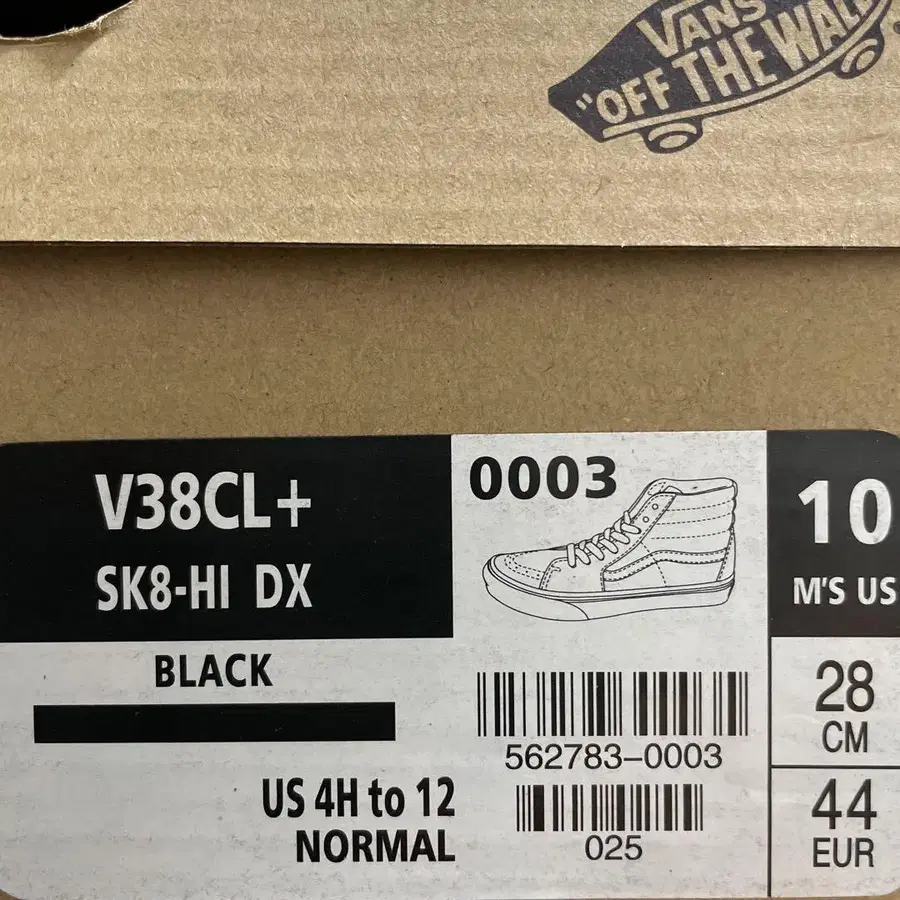 VANS
"OFF THE WALL
V38CL+
SK8-HI DX
BLACK
US 4H to 12
NORMAL
0003
562783-0003
025
10
M'S US
28
CM
44
EUR